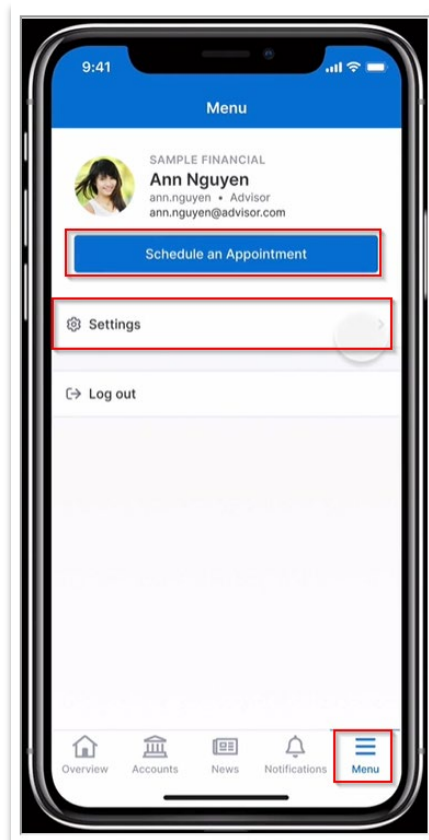 9:41
Menu
SAMPLE FINANCIAL
Ann Nguyen
ann.nguyen • Advisor
ann.nguyen@advisor.com
Schedule an Appointment
Settings
Log out
Overview Accounts News Notifications Menu